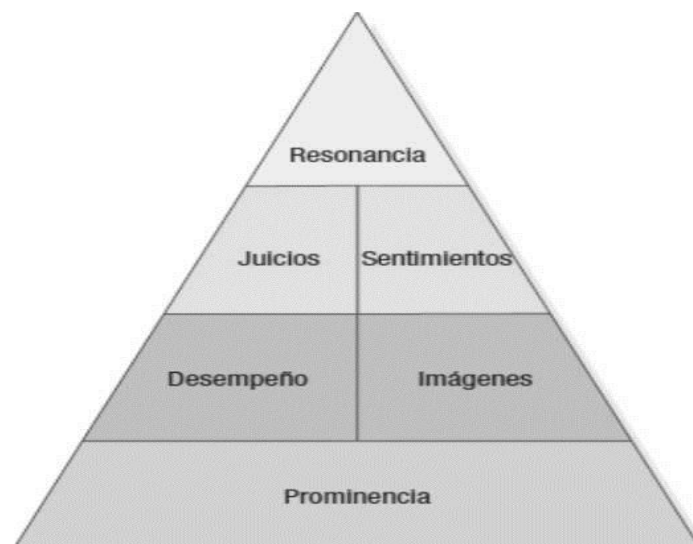 Resonancia
Juicios Sentimientos
Desempeño Imágenes
Prominencia